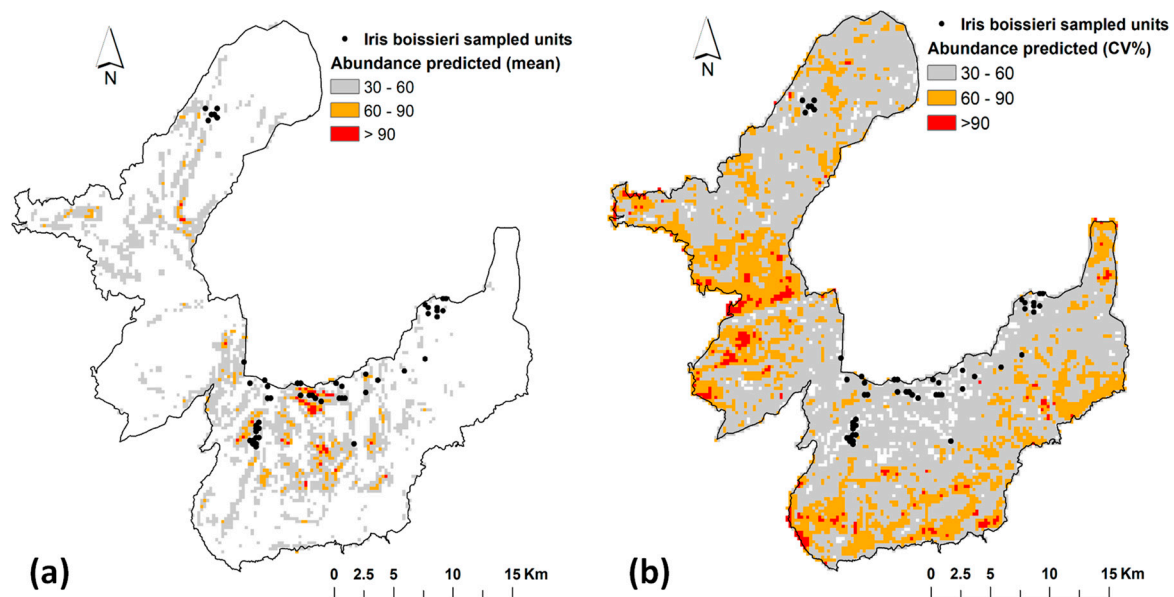 N
Iris boissieri sampled units
Abundance predicted (mean)
30 - 60
60 - 90
> 90
(a)
0 2.5 5 10 15 Km
N
Iris boissieri sampled units
Abundance predicted (CV%)
30 - 60
60 - 90
>90
(b)
0 2.5 5 10 15 Km